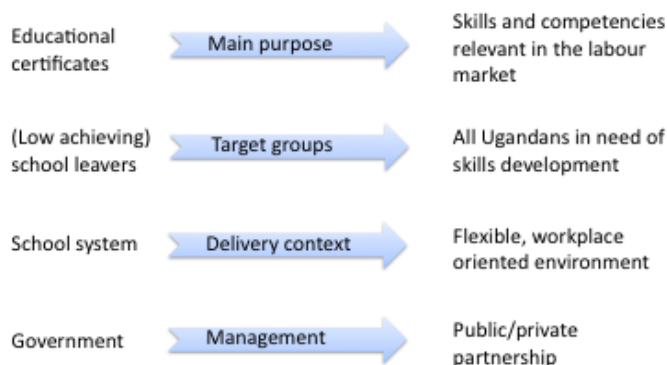 Educational
certificates
Main purpose
Skills and competencies
relevant in the labour
market
(Low achieving)
school leavers
Target groups
All Ugandans in need of
skills development
School system
Delivery context
Flexible, workplace
oriented environment
Government
Management
Public/private
partnership